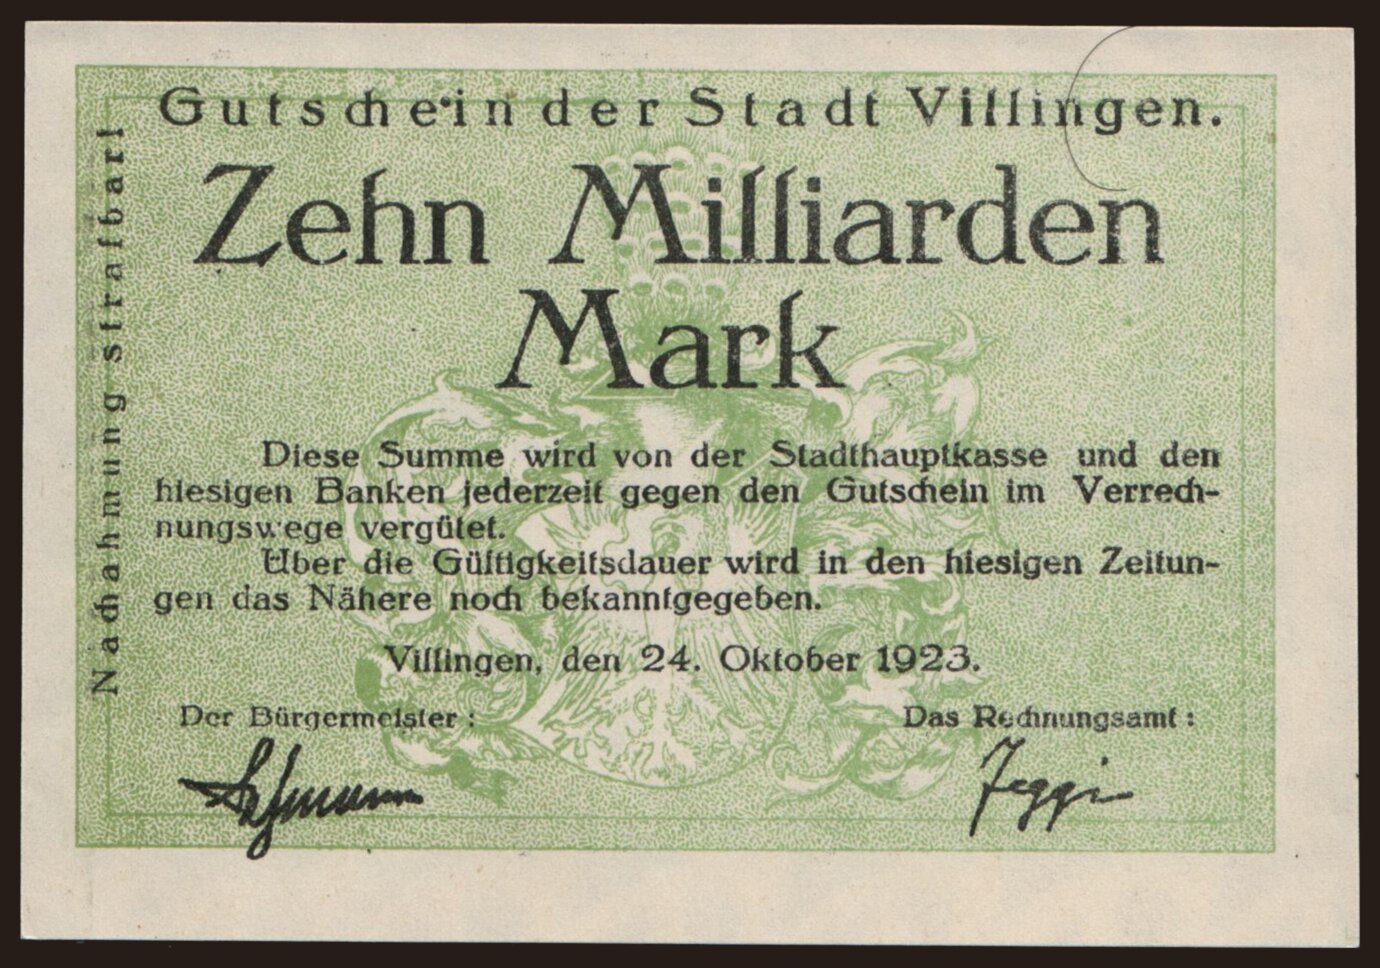 Gutschein der Stadt Villingen.
Zehn Milliarden
Mark
Diese Summe wird von der Stadthauptkasse und den
hiesigen Banken jederzeit gegen den Gutschein im Verrech-
nungswege vergütet.
Über die Gültigkeitsdauer wird in den hiesigen Zeitun-
gen das Nähere noch bekanntgegeben.
Villingen, den 24. Oktober 1923.
Der Bürgermeister :
Das Rechnungsamt :
Jeggi
Nachahmung strafbar!